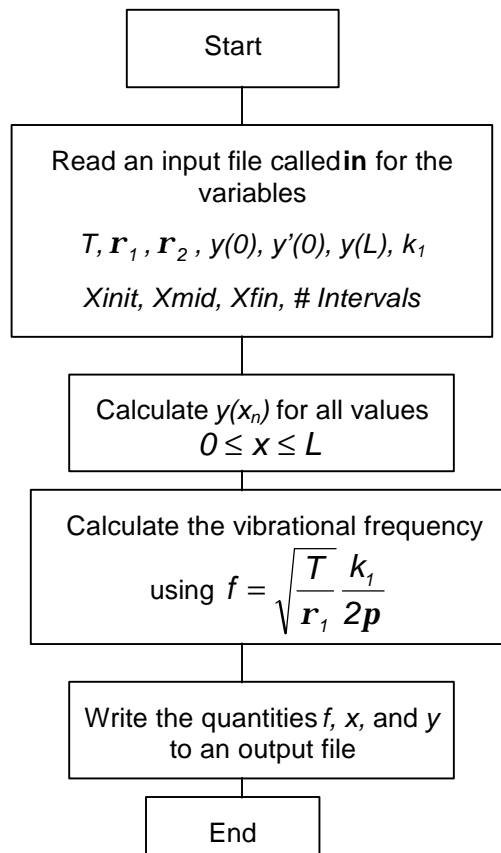 Start
Read an input file called in for the
variables
T, r₁, r₂, y(0), y'(0), y(L), k₁
Xinit, Xmid, Xfin, # Intervals
Calculate y(xₙ) for all values
0 ≤ x ≤ L
Calculate the vibrational frequency
using f = √(T/r₁) k₁/2p
Write the quantities f, x, and y
to an output file
End